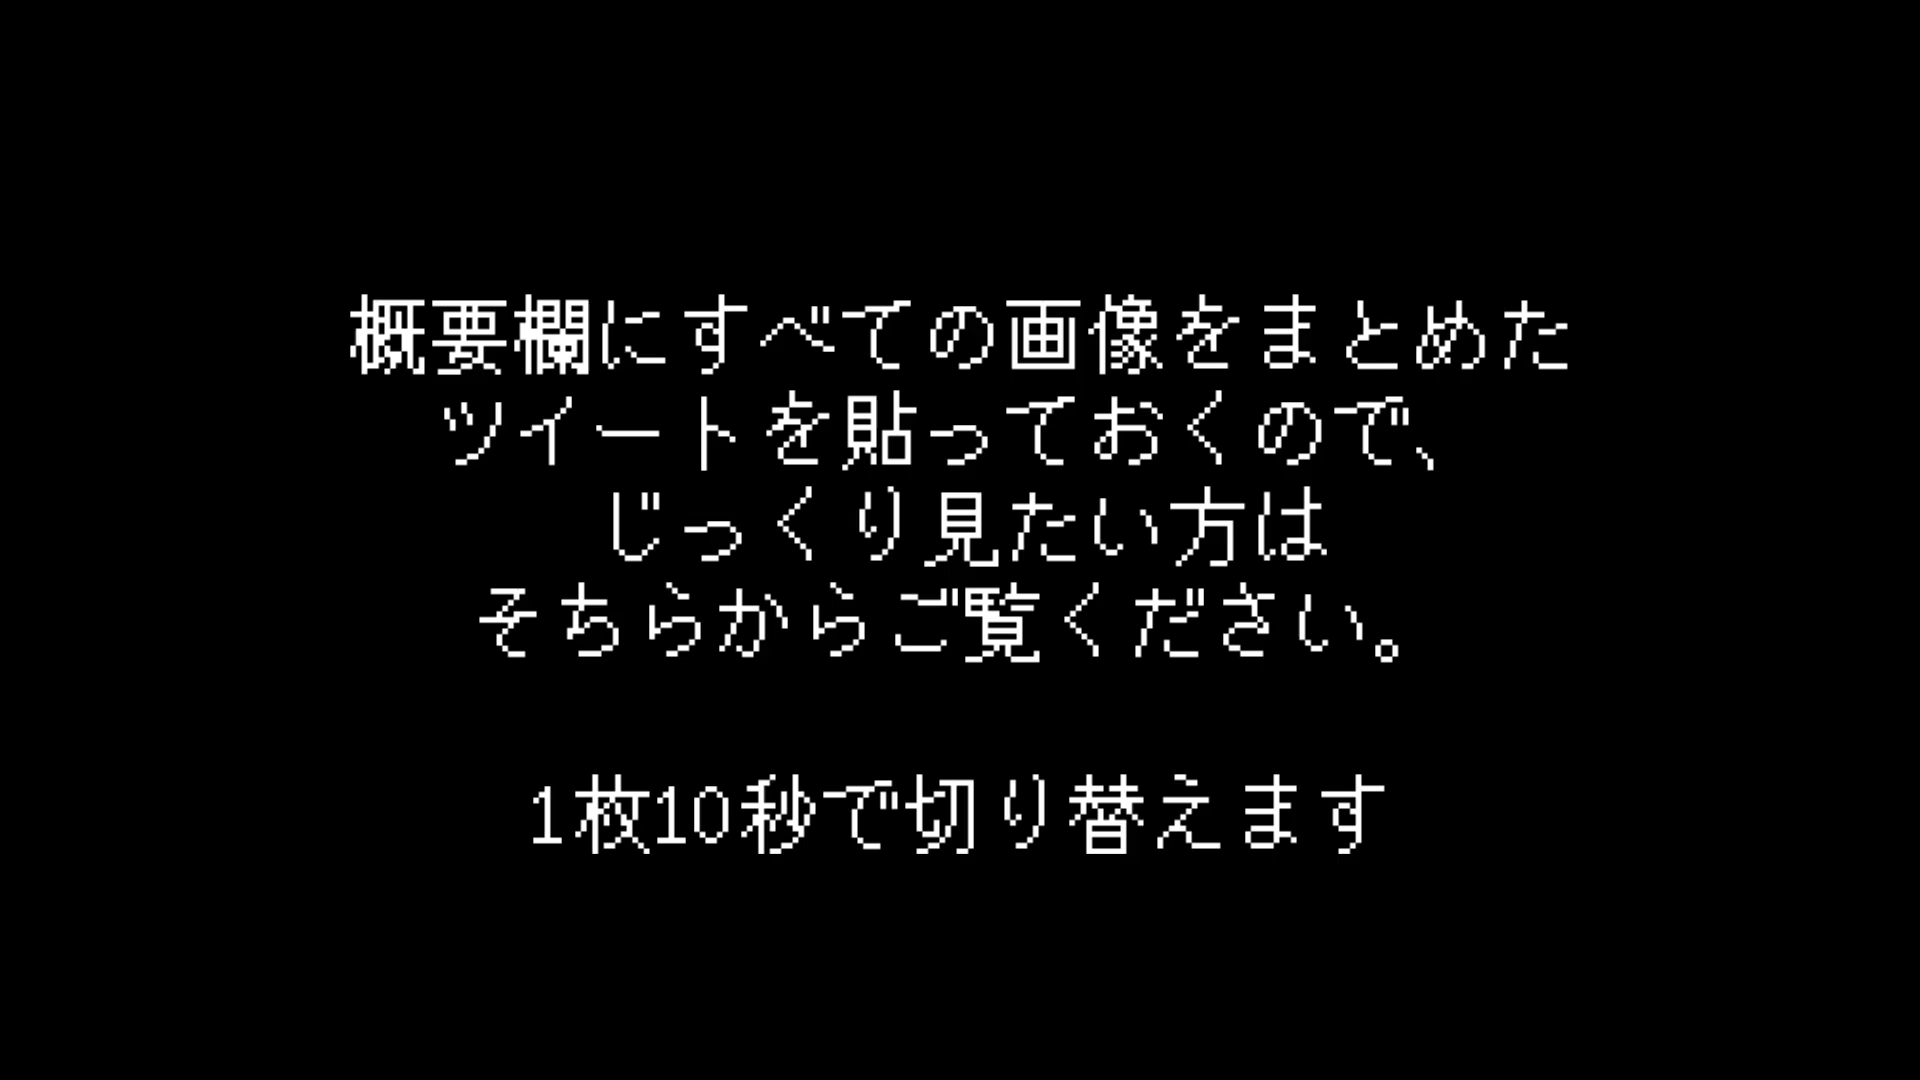 概要欄にすべての画像をまとめた
ツイートを貼っておくので、
じっくり見たい方は
そちらからご覧ください。
1枚10秒で切り替えます